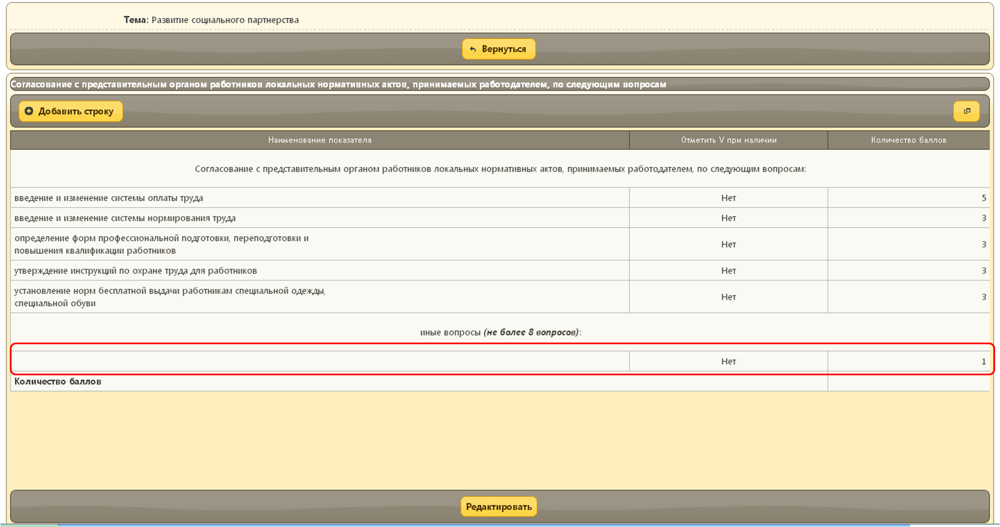 Тема: Развитие социального партнерства
Вернуться
Согласование с представительным органом работников локальных нормативных актов, принимаемых работодателем, по следующим вопросам
Добавить строку
Наименование показателя Отметить V при наличии Количество баллов
Согласование с представительным органом работников локальных нормативных актов, принимаемых работодателем, по следующим вопросам:
введение и изменение системы оплаты труда Нет 5
введение и изменение системы нормирования труда Нет 3
определение форм профессиональной подготовки, переподготовки и
повышения квалификации работников Нет 3
утверждение инструкций по охране труда для работников Нет 3
установление норм бесплатной выдачи работникам специальной одежды,
специальной обуви Нет 3
иные вопросы (не более 8 вопросов):
Нет 1
Количество баллов
Редактировать